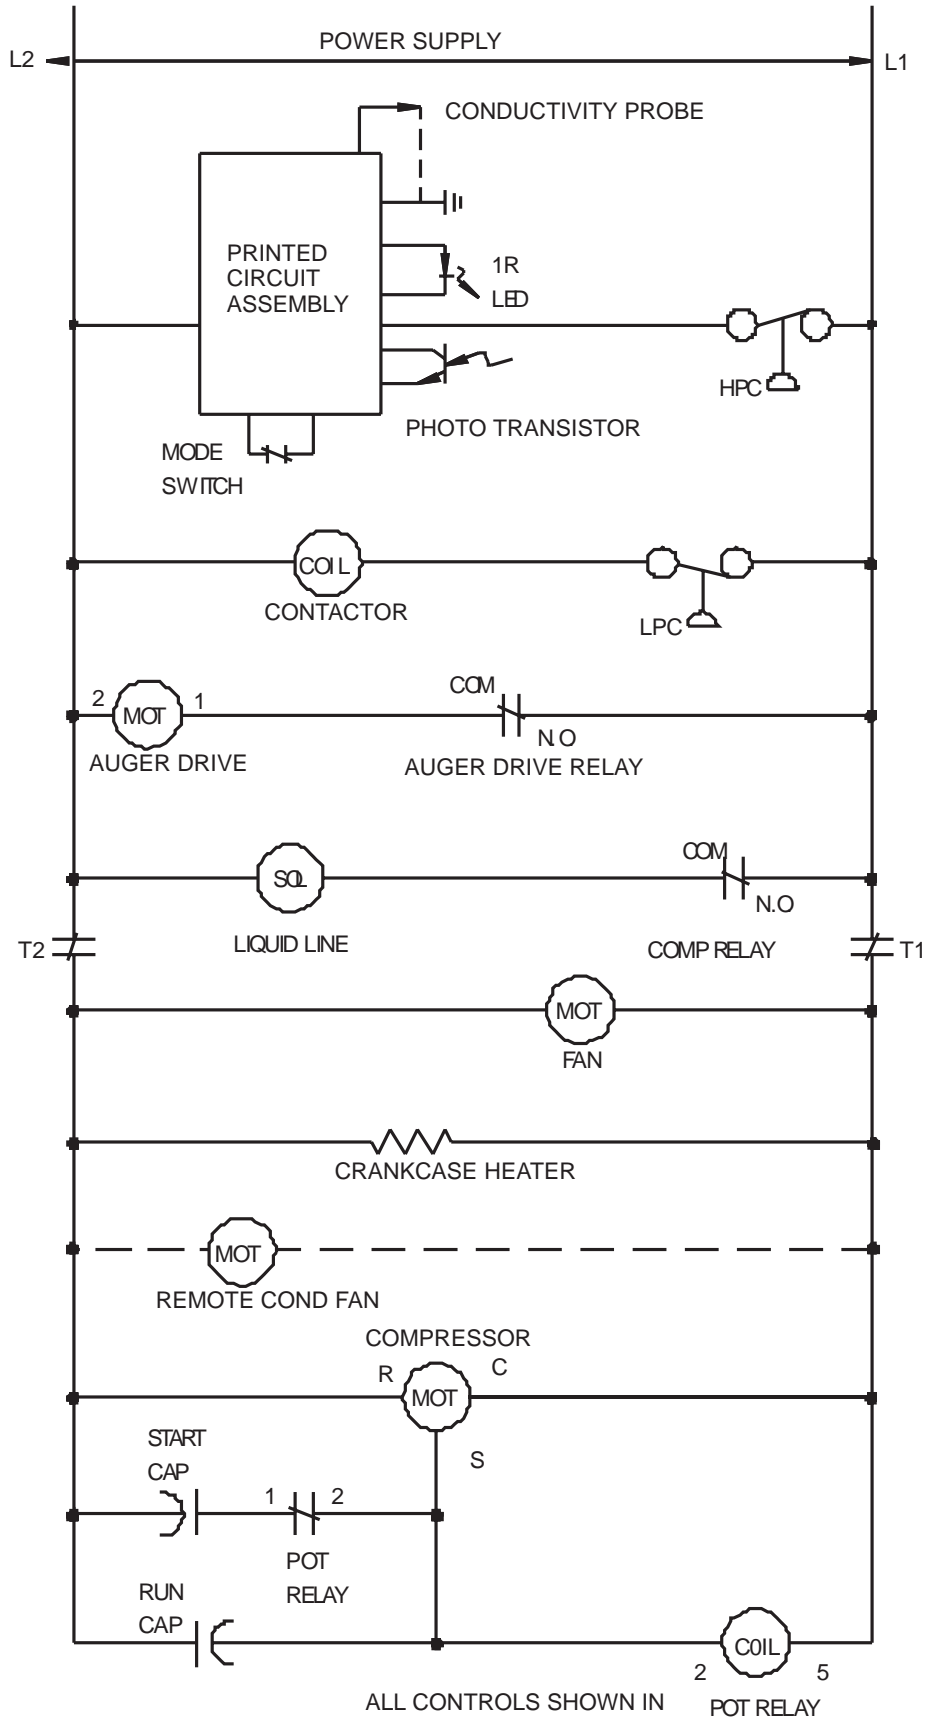 POWER SUPPLY
L2
L1
CONDUCTIVITY PROBE
PRINTED
CIRCUIT
ASSEMBLY
1R
LED
HPC
PHOTO TRANSISTOR
MODE
SWITCH
COIL
CONTACTOR
LPC
2
MOT
1
COM
N.O
AUGER DRIVE
AUGER DRIVE RELAY
COM
SOL
N.O
LIQUID LINE
COMP RELAY
T2
T1
MOT
FAN
CRANKCASE HEATER
MOT
REMOTE COND FAN
COMPRESSOR
R
C
MOT
START
CAP
S
1
2
POT
RELAY
RUN
CAP
C0IL
2
5
ALL CONTROLS SHOWN IN
POT RELAY